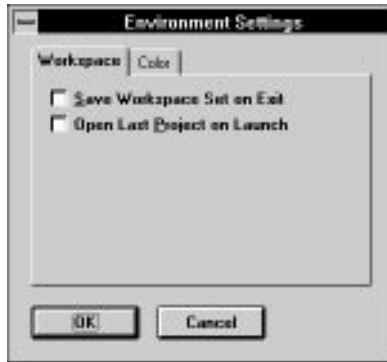 Environment Settings
Workspace Color
Save Workspace Set on Exit
Open Last Project on Launch
OK Cancel